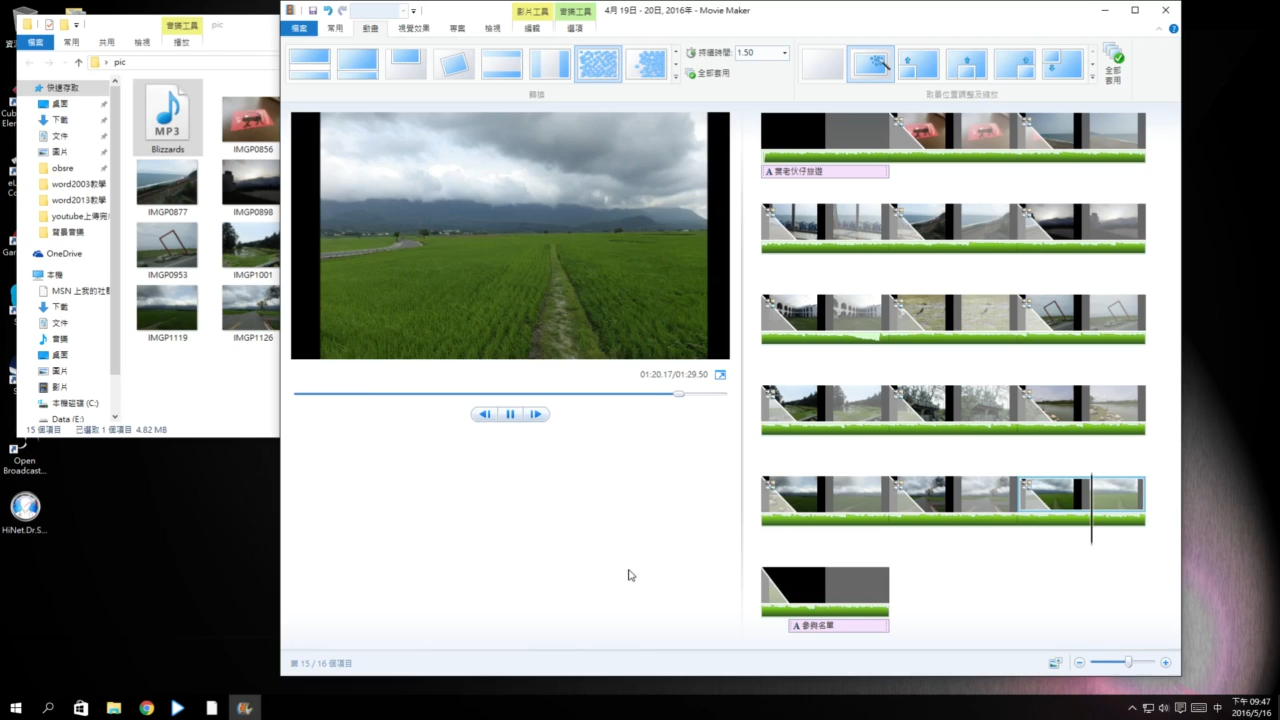 音樂工具
pic
檔案
常用
共用
檢視
播放
pic
快速存取
桌面
下載
文件
圖片
obsre
word2003教學
word2013教學
youtube上傳完
背景音樂
OneDrive
本機
MSN 上我的社群
下載
文件
音樂
桌面
圖片
影片
本機磁碟 (C:)
Data (E:)
MP3
Blizzards
IMGP0856
IMGP0877
IMGP0898
IMGP0953
IMGP1001
IMGP1119
IMGP1126
15 個項目
已選取 1 個項目 4.82 MB
Open
Broadcast...
HiNet.Dr.S...
影片工具
音樂工具
4月 19日 - 20日, 2016年 - Movie Maker
檔案
常用
動畫
視覺效果
專案
檢視
編輯
選項
持續時間:
1.50
全部套用
轉換
取景位置調整及縮放
全部
套用
01:20.17/01:29.50
A 葉老伙仔旅遊
A 參與名單
第 15 / 16 個項目
中
下午 09:47
2016/5/16